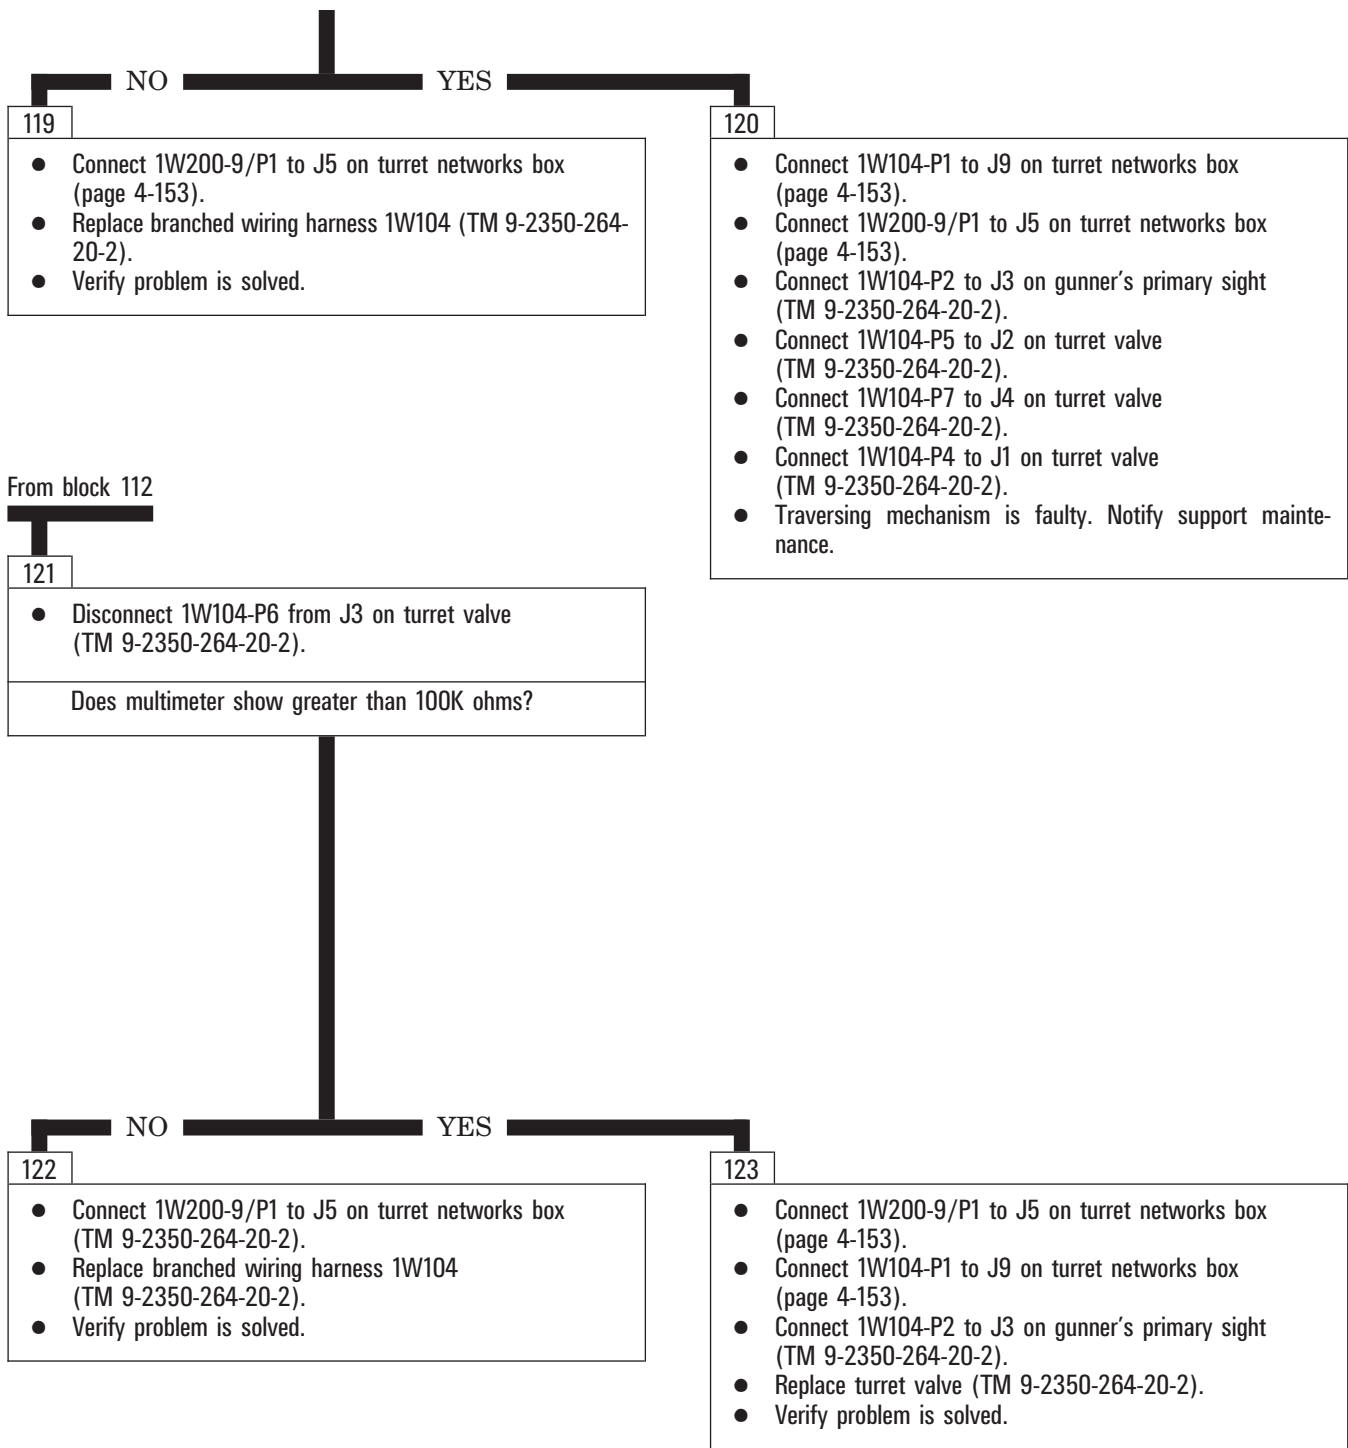 NO
YES
119
● Connect 1W200-9/P1 to J5 on turret networks box
(page 4-153).
● Replace branched wiring harness 1W104 (TM 9-2350-264-
20-2).
● Verify problem is solved.
120
● Connect 1W104-P1 to J9 on turret networks box
(page 4-153).
● Connect 1W200-9/P1 to J5 on turret networks box
(page 4-153).
● Connect 1W104-P2 to J3 on gunner's primary sight
(TM 9-2350-264-20-2).
● Connect 1W104-P5 to J2 on turret valve
(TM 9-2350-264-20-2).
● Connect 1W104-P7 to J4 on turret valve
(TM 9-2350-264-20-2).
● Connect 1W104-P4 to J1 on turret valve
(TM 9-2350-264-20-2).
● Traversing mechanism is faulty. Notify support mainte-
nance.
From block 112
121
● Disconnect 1W104-P6 from J3 on turret valve
(TM 9-2350-264-20-2).
Does multimeter show greater than 100K ohms?
NO
YES
122
● Connect 1W200-9/P1 to J5 on turret networks box
(TM 9-2350-264-20-2).
● Replace branched wiring harness 1W104
(TM 9-2350-264-20-2).
● Verify problem is solved.
123
● Connect 1W200-9/P1 to J5 on turret networks box
(page 4-153).
● Connect 1W104-P1 to J9 on turret networks box
(page 4-153).
● Connect 1W104-P2 to J3 on gunner's primary sight
(TM 9-2350-264-20-2).
● Replace turret valve (TM 9-2350-264-20-2).
● Verify problem is solved.